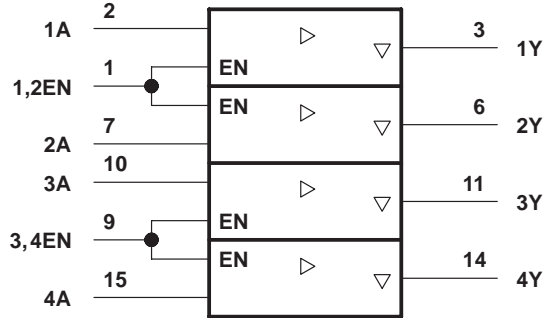 1A 2 3 1Y
1,2EN 1 EN
EN
2A 7 6 2Y
3A 10
11 3Y
3,4EN 9 EN
EN
14 4Y
4A 15